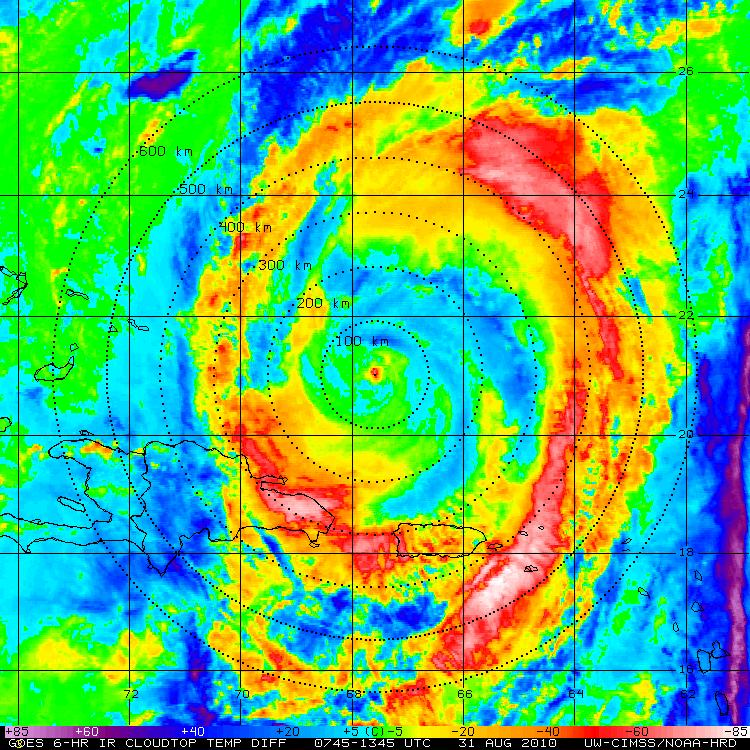 26
600 km
500 km
24
400 km
300 km
200 km
22
100 km
20
18
16
72 70 68 66 64 62
+85 +60 +40 +20 +5 (C) -5 -20 -40 -60 -85
GOES 6-HR IR CLOUDTOP TEMP DIFF 0745-1345 UTC 31 AUG 2010 UW-CIMSS/NOAA-HRD